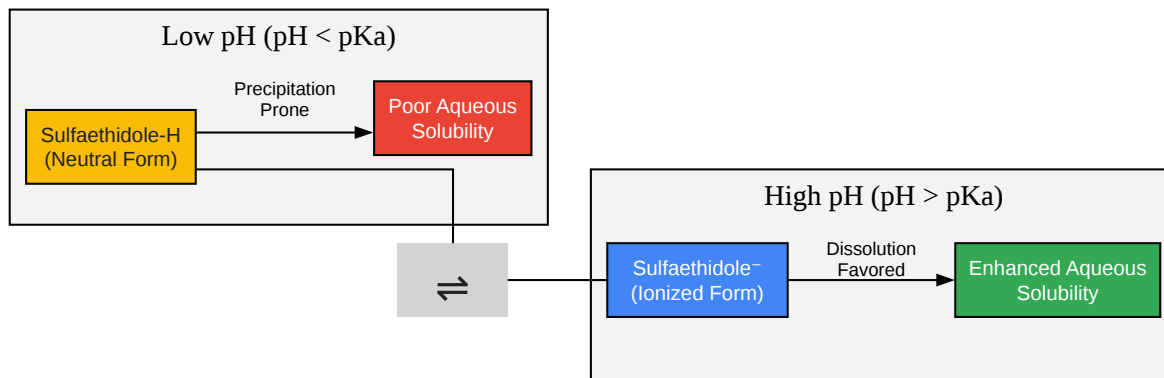 Low pH (pH < pKa)
Precipitation
Prone
Sulfaethidole-H
(Neutral Form)
Poor Aqueous
Solubility
⇌
High pH (pH > pKa)
Sulfaethidole⁻
(Ionized Form)
Dissolution
Favored
Enhanced Aqueous
Solubility